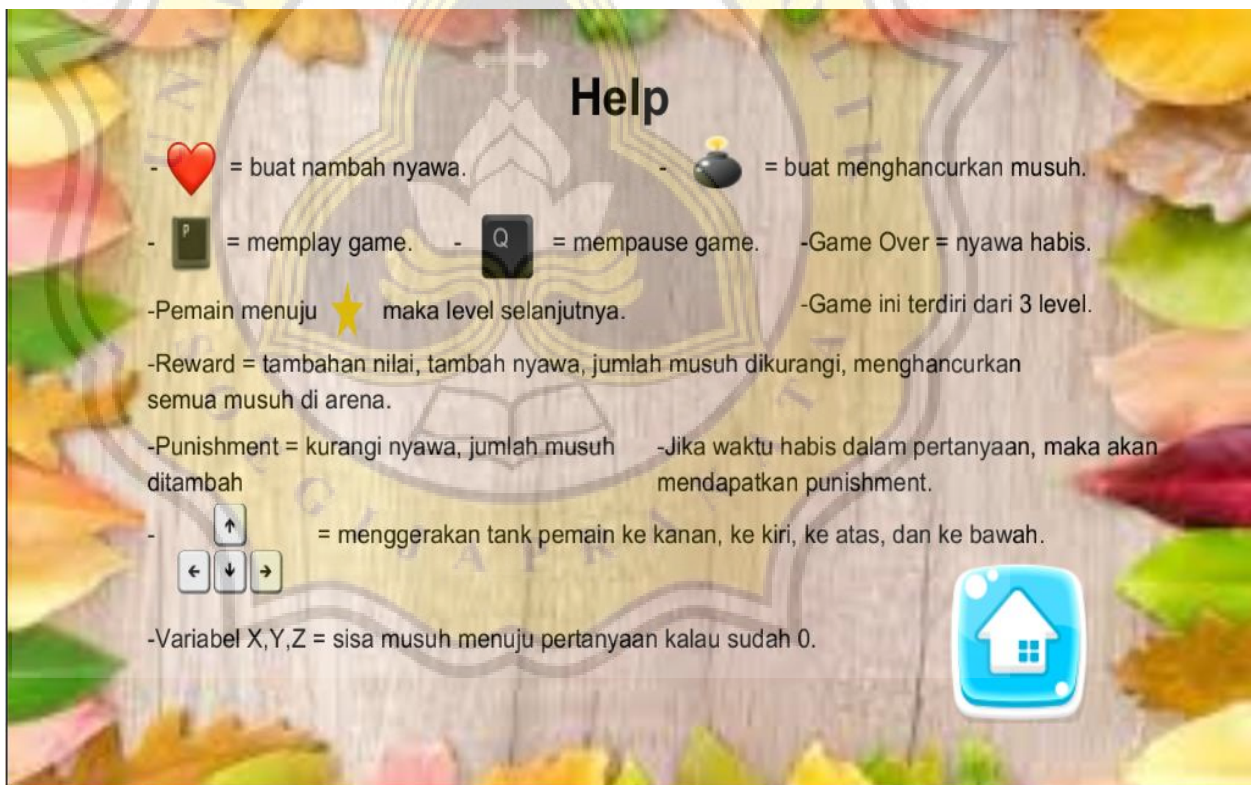 Help
- = buat nambah nyawa.
- = buat menghancurkan musuh.
- P = memplay game.
- Q = mempause game.
-Game Over = nyawa habis.
-Pemain menuju maka level selanjutnya.
-Game ini terdiri dari 3 level.
-Reward = tambahan nilai, tambah nyawa, jumlah musuh dikurangi, menghancurkan
semua musuh di arena.
-Punishment = kurangi nyawa, jumlah musuh
ditambah
-Jika waktu habis dalam pertanyaan, maka akan
mendapatkan punishment.
- ↑
← ↓ →
= menggerakan tank pemain ke kanan, ke kiri, ke atas, dan ke bawah.
-Variabel X,Y,Z = sisa musuh menuju pertanyaan kalau sudah 0.